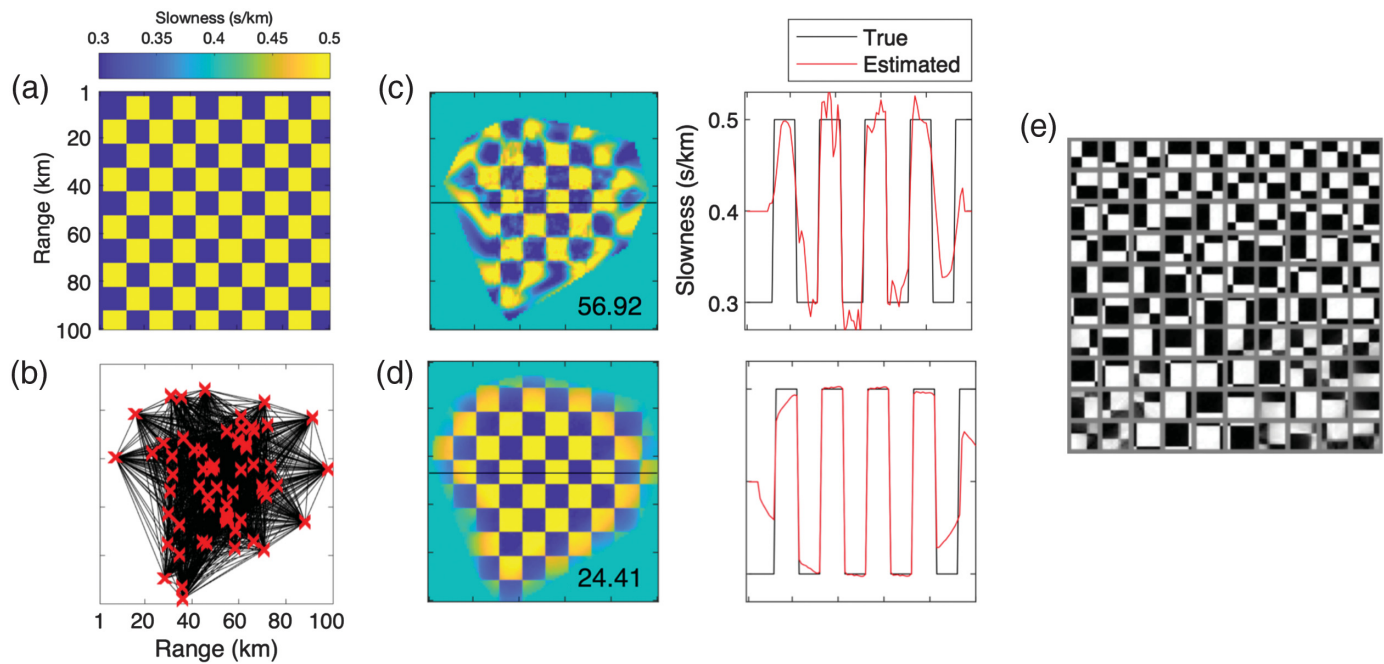 Slowness (s/km)
0.3 0.35 0.4 0.45 0.5
(a)
1
20
40
60
80
100
Range (km)
(b)
1 20 40 60 80 100
Range (km)
(c)
56.92
(d)
24.41
True
Estimated
0.5
0.4
0.3
Slowness (s/km)
(e)